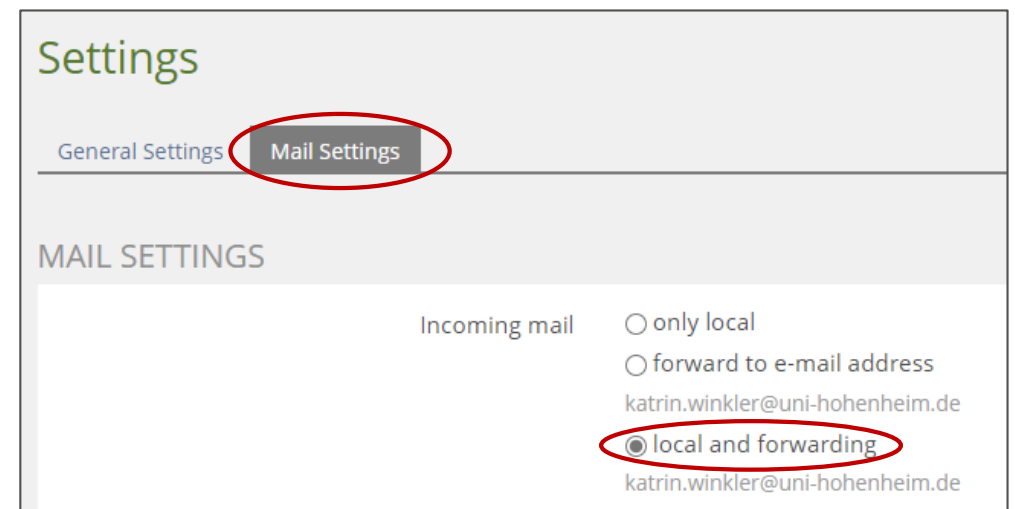 Settings
General Settings Mail Settings
MAIL SETTINGS
Incoming mail only local
forward to e-mail address
katrin.winkler@uni-hohenheim.de
local and forwarding
katrin.winkler@uni-hohenheim.de